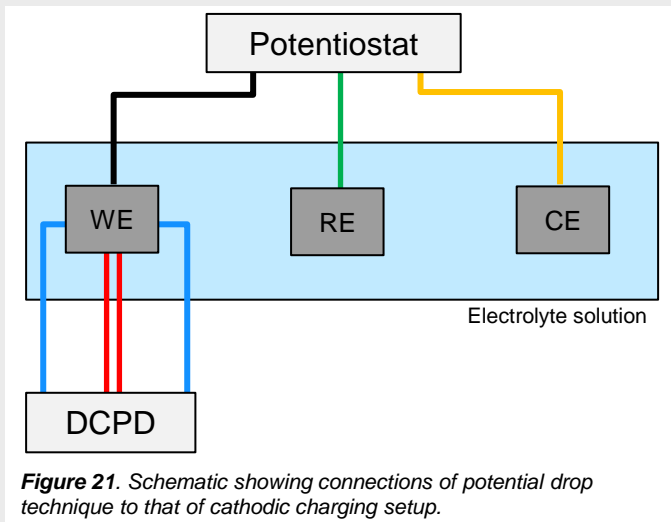 Potentiostat
WE
RE
CE
Electrolyte solution
DCPD
Figure 21. Schematic showing connections of potential drop
technique to that of cathodic charging setup.